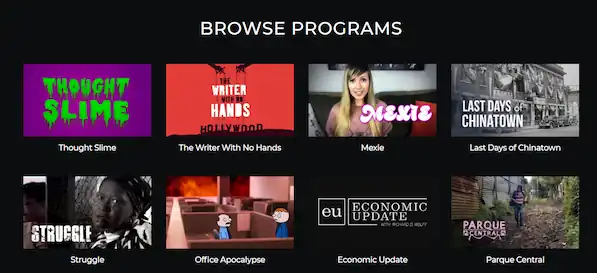 BROWSE PROGRAMS
THOUGHT
SLIME
THE
WRITER
WITH NO
HANDS
HOLLYWOOD
MEXIE
LAST DAYS of
CHINATOWN
Thought Slime
The Writer With No Hands
Mexie
Last Days of Chinatown
STRUGGLE
eu ECONOMIC
UPDATE
WITH RICHARD D. WOLFF
PARQUE
CENTRAL
Struggle
Office Apocalypse
Economic Update
Parque Central